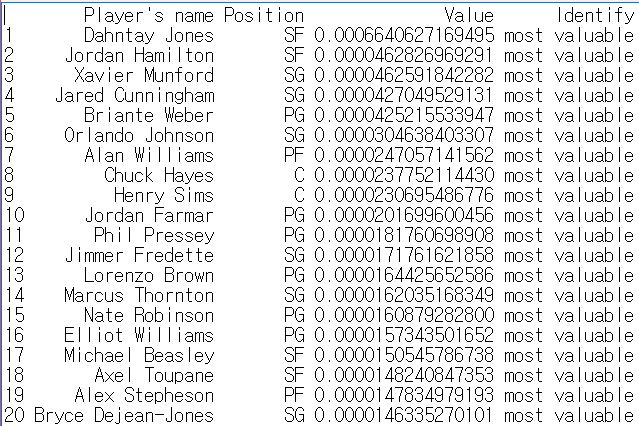 Player's name Position Value Identify
1 Dahntay Jones SF 0.0006640627169495 most valuable
2 Jordan Hamilton SF 0.0000462826969291 most valuable
3 Xavier Munford SG 0.0000462591842282 most valuable
4 Jared Cunningham SG 0.0000427049529131 most valuable
5 Briante Weber PG 0.0000425215533947 most valuable
6 Orlando Johnson SG 0.0000304638403307 most valuable
7 Alan Williams PF 0.0000247057141562 most valuable
8 Chuck Hayes C 0.0000237752114430 most valuable
9 Henry Sims C 0.0000230695486776 most valuable
10 Jordan Farmar PG 0.0000201699600456 most valuable
11 Phil Pressey PG 0.0000181760698908 most valuable
12 Jimmer Fredette SG 0.0000171761621858 most valuable
13 Lorenzo Brown PG 0.0000164425652586 most valuable
14 Marcus Thornton SG 0.0000162035168349 most valuable
15 Nate Robinson PG 0.0000160879282800 most valuable
16 Elliot Williams PG 0.0000157343501652 most valuable
17 Michael Beasley SF 0.0000150545786738 most valuable
18 Axel Toupane SF 0.0000148240847353 most valuable
19 Alex Stepheson PF 0.0000147834979193 most valuable
20 Bryce Dejean-Jones SG 0.0000146335270101 most valuable